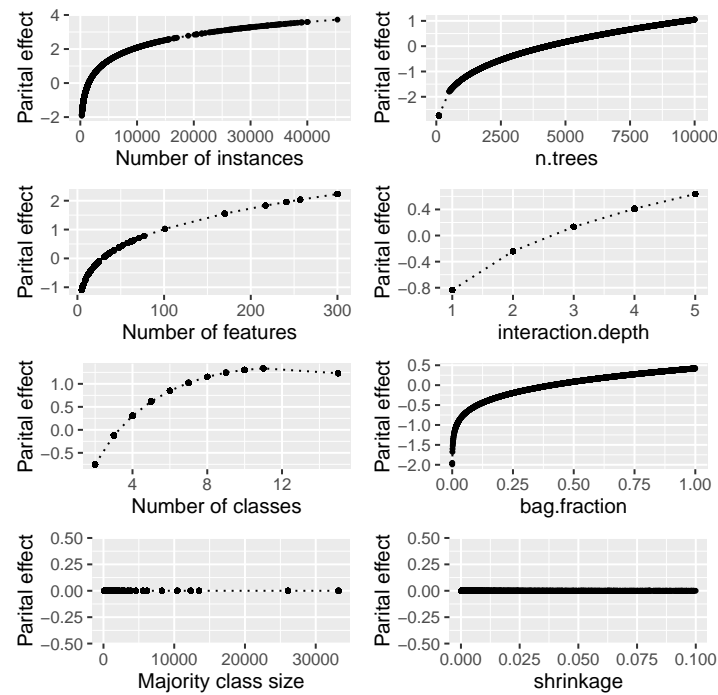 4
2
0
−2
0 10000 20000 30000 40000
Parital effect
Number of instances
1
0
−1
−2
0 2500 5000 7500 10000
Parital effect
n.trees
2
1
0
−1
0 100 200 300
Parital effect
Number of features
0.4
0.0
−0.4
−0.8
1 2 3 4 5
Parital effect
interaction.depth
1.0
0.5
0.0
−0.5
4 8 12
Parital effect
Number of classes
0.5
0.0
−0.5
−1.0
−1.5
−2.0
0.00 0.25 0.50 0.75 1.00
Parital effect
bag.fraction
0.50
0.25
0.00
−0.25
−0.50
0 10000 20000 30000
Parital effect
Majority class size
0.50
0.25
0.00
−0.25
−0.50
0.000 0.025 0.050 0.075 0.100
Parital effect
shrinkage